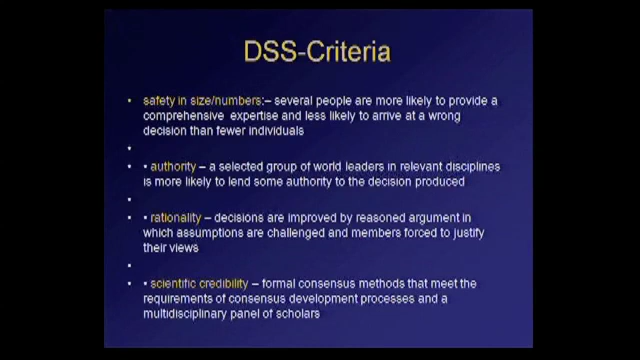 DSS-Criteria
• safety in size/numbers:– several people are more likely to provide a
comprehensive expertise and less likely to arrive at a wrong
decision than fewer individuals
•
• • authority – a selected group of world leaders in relevant disciplines
is more likely to lend some authority to the decision produced
•
• • rationality – decisions are improved by reasoned argument in
which assumptions are challenged and members forced to justify
their views
•
• • scientific credibility – formal consensus methods that meet the
requirements of consensus development processes and a
multidisciplinary panel of scholars